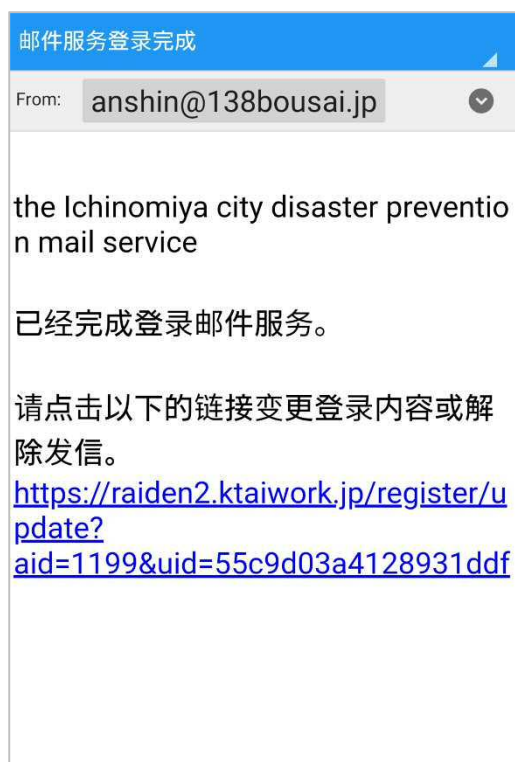 邮件服务登录完成
From: anshin@138bousai.jp
the Ichinomiya city disaster preventio
n mail service
已经完成登录邮件服务。
请点击以下的链接变更登录内容或解
除发信。
https://raiden2.ktaiwork.jp/register/u
pdate?
aid=1199&uid=55c9d03a4128931ddf